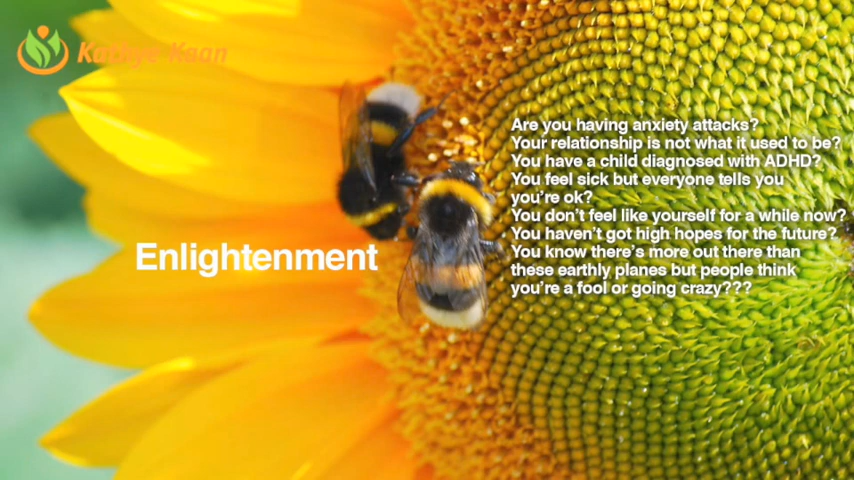 Kathye Kaan
Enlightenment
Are you having anxiety attacks?
Your relationship is not what it used to be?
You have a child diagnosed with ADHD?
You feel sick but everyone tells you
you're ok?
You don't feel like yourself for a while now?
You haven't got high hopes for the future?
You know there's more out there than
these earthly planes but people think
you're a fool or going crazy???